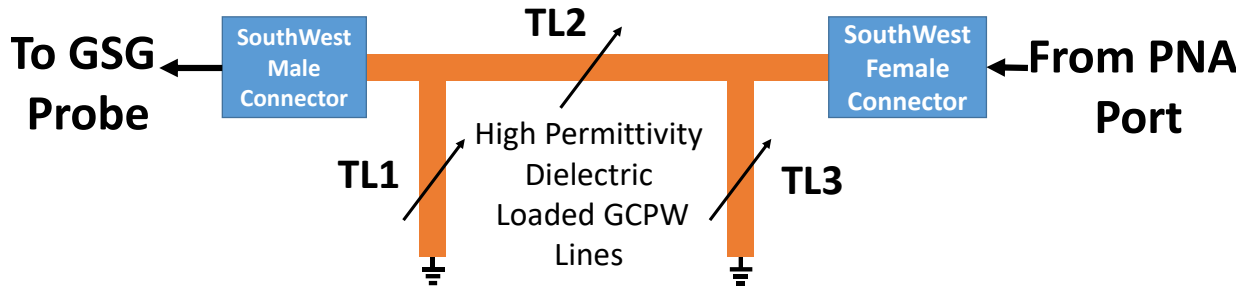 To GSG
Probe
SouthWest
Male
Connector
TL2
SouthWest
Female
Connector
From PNA
Port
TL1
High Permittivity
Dielectric
Loaded GCPW
Lines
TL3